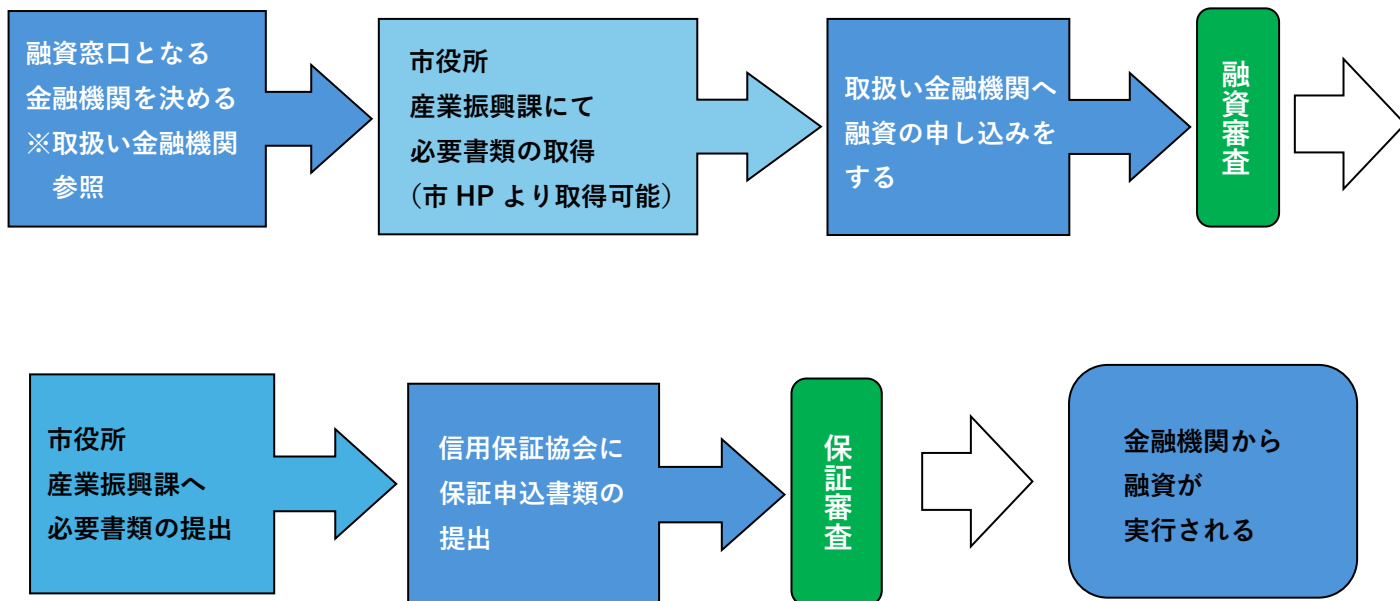 融資窓口となる
金融機関を決める
※取扱い金融機関
参照
市役所
産業振興課にて
必要書類の取得
（市 HP より取得可能）
取扱い金融機関へ
融資の申し込みを
する
融資審査
市役所
産業振興課へ
必要書類の提出
信用保証協会に
保証申込書類の
提出
保証審査
金融機関から
融資が
実行される